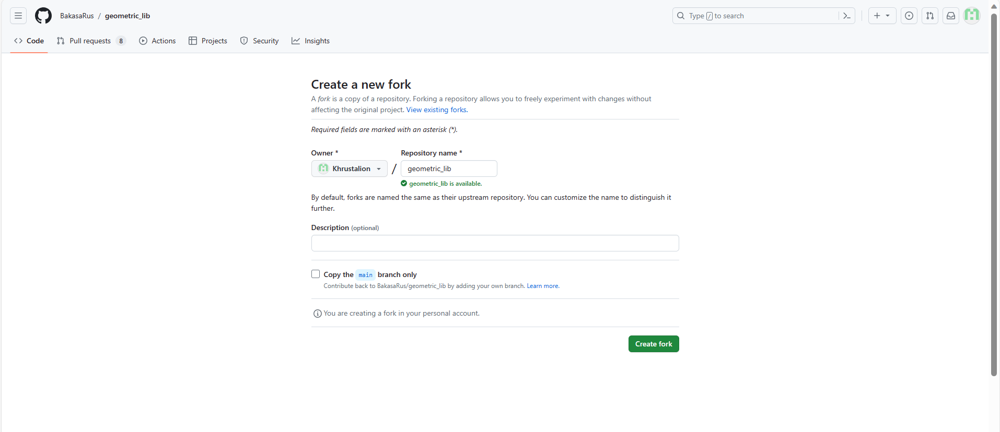 BakasaRus / geometric_lib
Type / to search
Code
Pull requests 8
Actions
Projects
Security
Insights
Create a new fork
A fork is a copy of a repository. Forking a repository allows you to freely experiment with changes without
affecting the original project. View existing forks.
Required fields are marked with an asterisk (*).
Owner *
Repository name *
Khrustalion
/
geometric_lib
geometric_lib is available.
By default, forks are named the same as their upstream repository. You can customize the name to distinguish it
further.
Description (optional)
Copy the main branch only
Contribute back to BakasaRus/geometric_lib by adding your own branch. Learn more.
You are creating a fork in your personal account.
Create fork